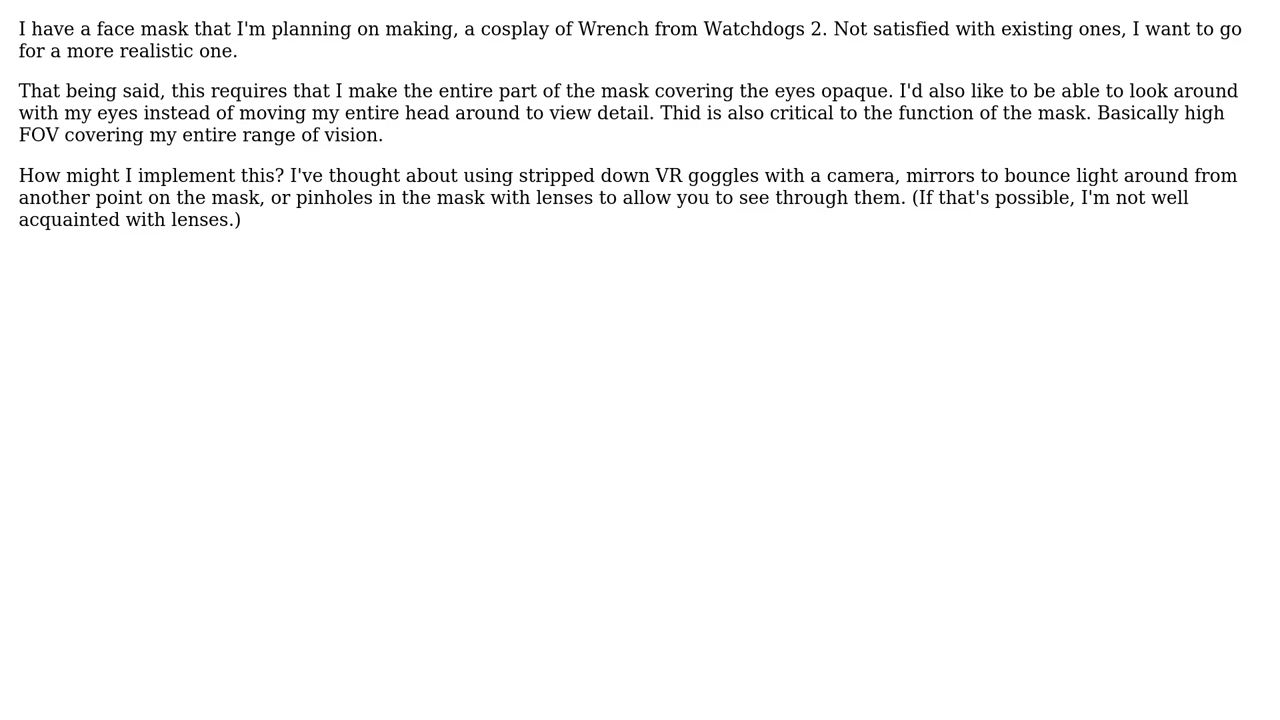 I have a face mask that I'm planning on making, a cosplay of Wrench from Watchdogs 2. Not satisfied with existing ones, I want to go
for a more realistic one.
That being said, this requires that I make the entire part of the mask covering the eyes opaque. I'd also like to be able to look around
with my eyes instead of moving my entire head around to view detail. Thid is also critical to the function of the mask. Basically high
FOV covering my entire range of vision.
How might I implement this? I've thought about using stripped down VR goggles with a camera, mirrors to bounce light around from
another point on the mask, or pinholes in the mask with lenses to allow you to see through them. (If that's possible, I'm not well
acquainted with lenses.)